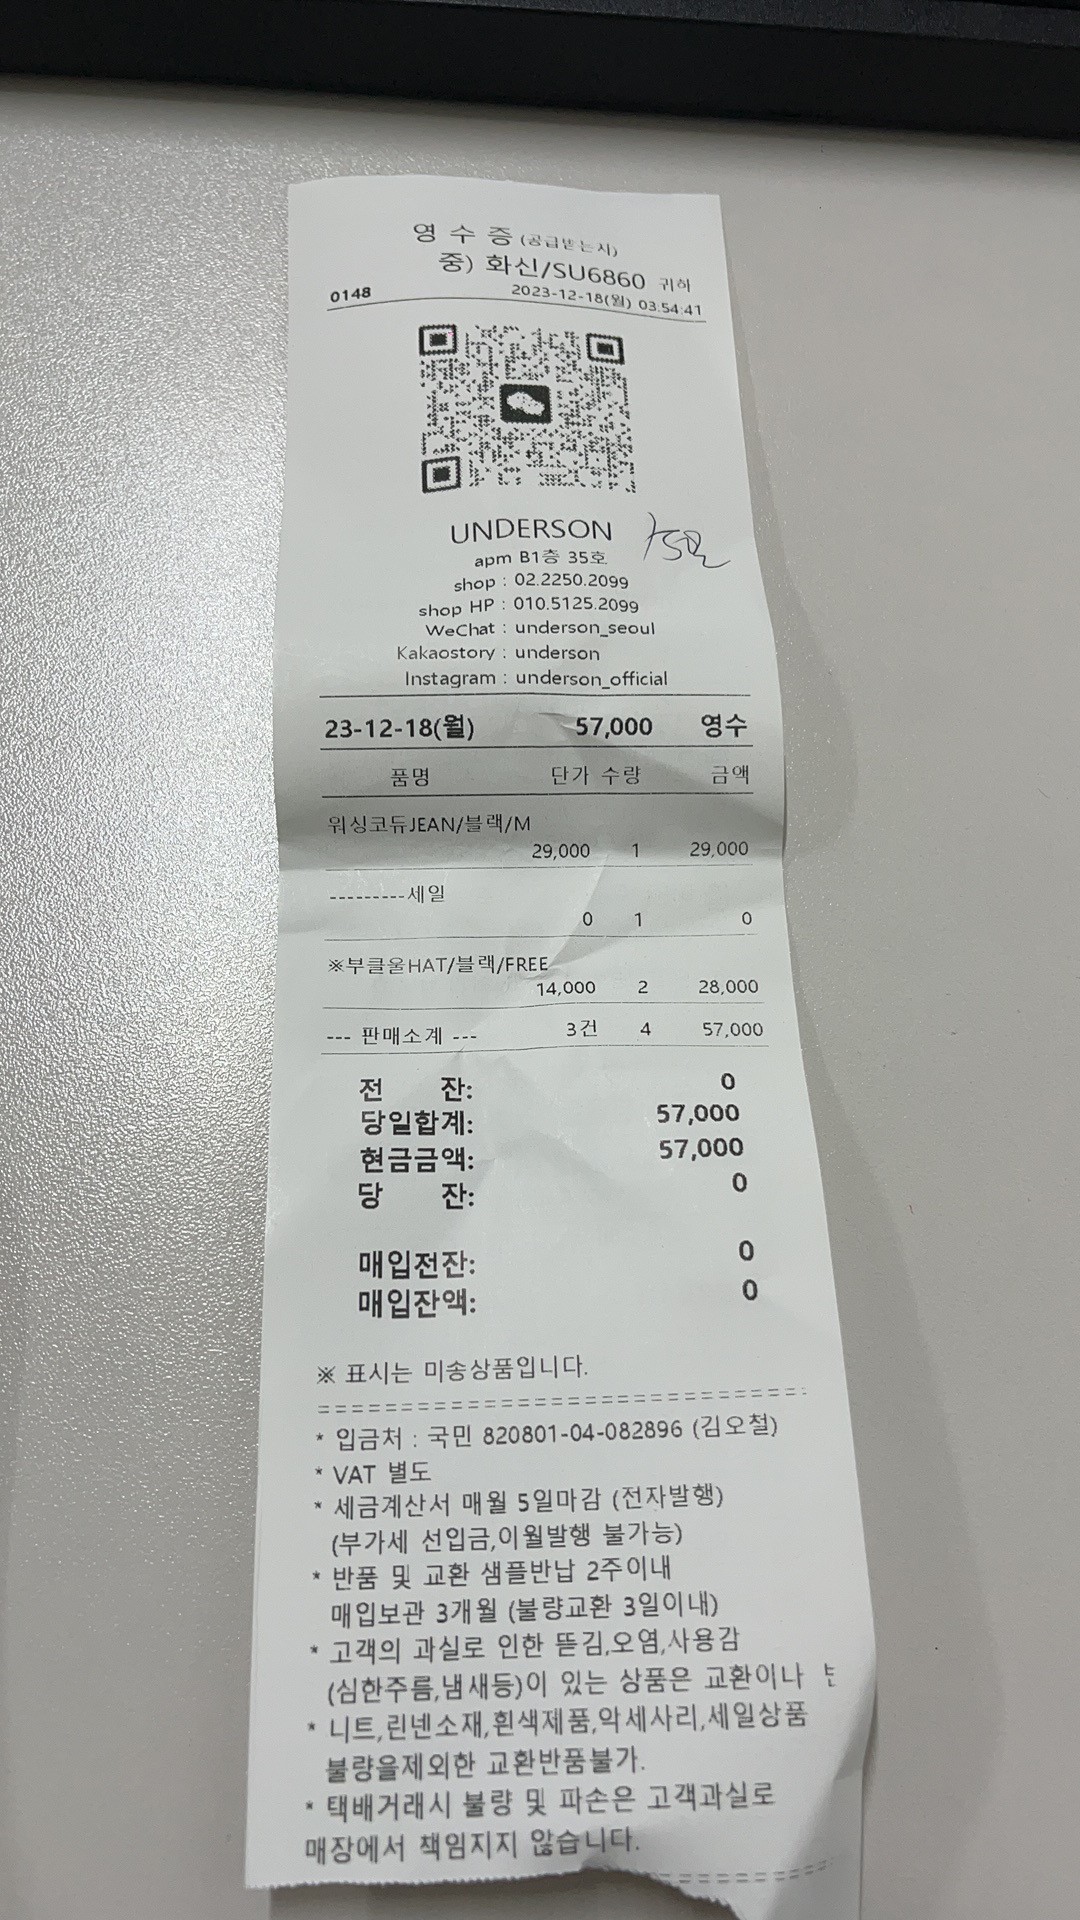 영 수 증 (공급받는자)
중) 화신/SU6860 귀하
0148 2023-12-18(월) 03:54:41
UNDERSON
apm B1층 35호
shop : 02.2250.2099
shop HP : 010.5125.2099
WeChat : underson_seoul
Kakaostory : underson
Instagram : underson_official
23-12-18(월) 57,000 영수
품명 단가 수량 금액
워싱코듀JEAN/블랙/M
29,000 1 29,000
---------세일
0 1 0
※부클울HAT/블랙/FREE
14,000 2 28,000
--- 판매소계 --- 3건 4 57,000
전 잔: 0
당일합계: 57,000
현금금액: 57,000
당 잔: 0
매입전잔: 0
매입잔액: 0
※ 표시는 미송상품입니다.
* 입금처 : 국민 820801-04-082896 (김오철)
* VAT 별도
* 세금계산서 매월 5일마감 (전자발행)
(부가세 선입금,이월발행 불가능)
* 반품 및 교환 샘플반납 2주이내
매입보관 3개월 (불량교환 3일이내)
* 고객의 과실로 인한 뜯김,오염,사용감
(심한주름,냄새등)이 있는 상품은 교환이나
* 니트,린넨소재,흰색제품,악세사리,세일상품
불량을제외한 교환반품불가.
* 택배거래시 불량 및 파손은 고객과실로
매장에서 책임지지 않습니다.